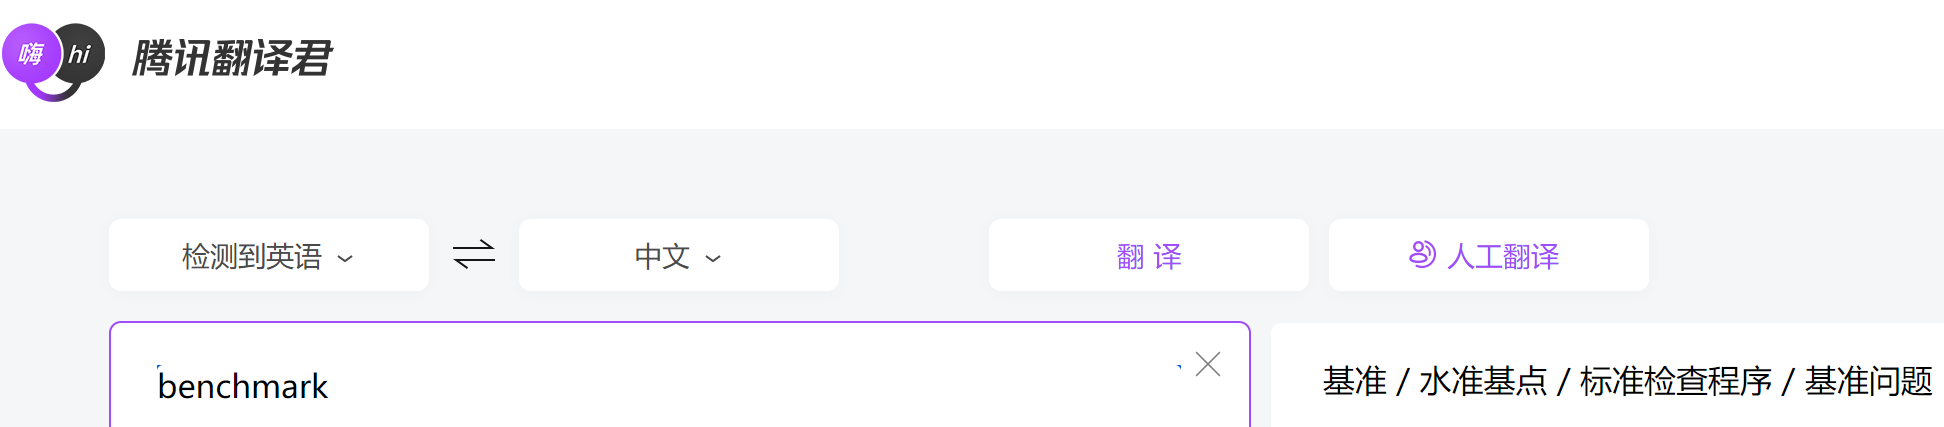 嗨 hi 腾讯翻译君
检测到英语 中文 翻 译 人工翻译
benchmark
基准 / 水准基点 / 标准检查程序 / 基准问题